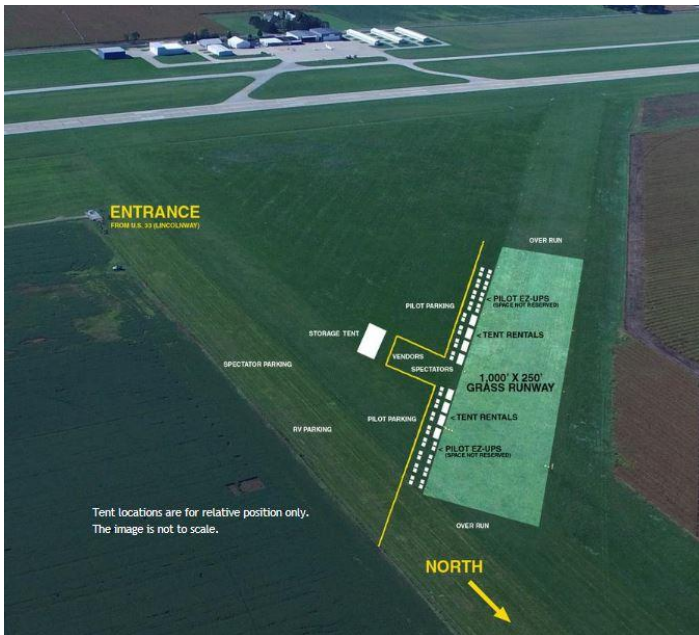 ENTRANCE
FROM U.S. 30 (LINCOLNWAY)
OVER RUN
< PILOT EZ-UPS
(SPACE NOT RESERVED)
PILOT PARKING
STORAGE TENT
< TENT RENTALS
VENDORS
SPECTATORS
SPECTATOR PARKING
1,000' X 250'
GRASS RUNWAY
PILOT PARKING
< TENT RENTALS
RV PARKING
< PILOT EZ-UPS
(SPACE NOT RESERVED)
Tent locations are for relative position only.
The image is not to scale.
OVER RUN
NORTH